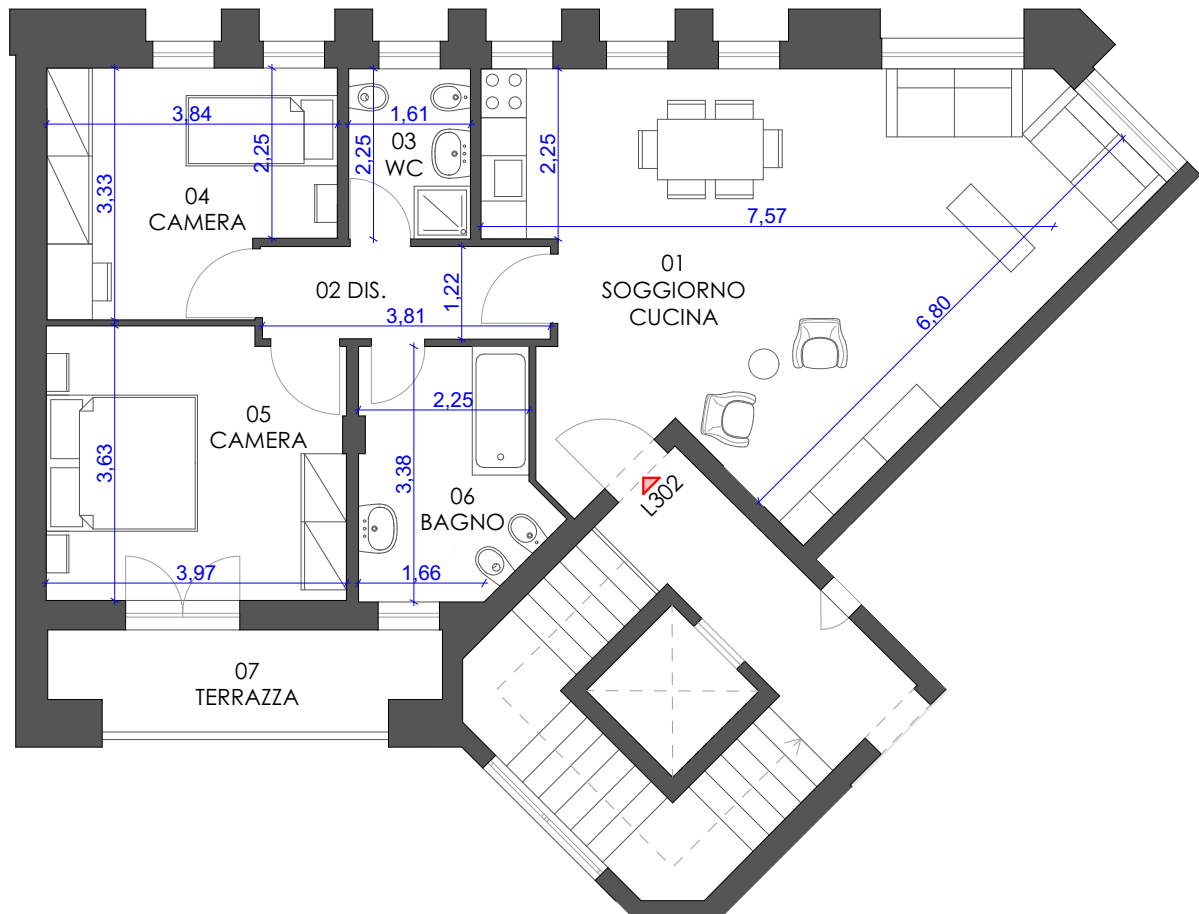 3,84
2,25
3,33
04
CAMERA
1,61
2,25
03
WC
2,25
7,57
01
SOGGIORNO
CUCINA
6,80
02 DIS.
1,22
3,81
05
CAMERA
3,63
3,97
2,25
3,38
06
BAGNO
1,66
L302
07
TERRAZZA